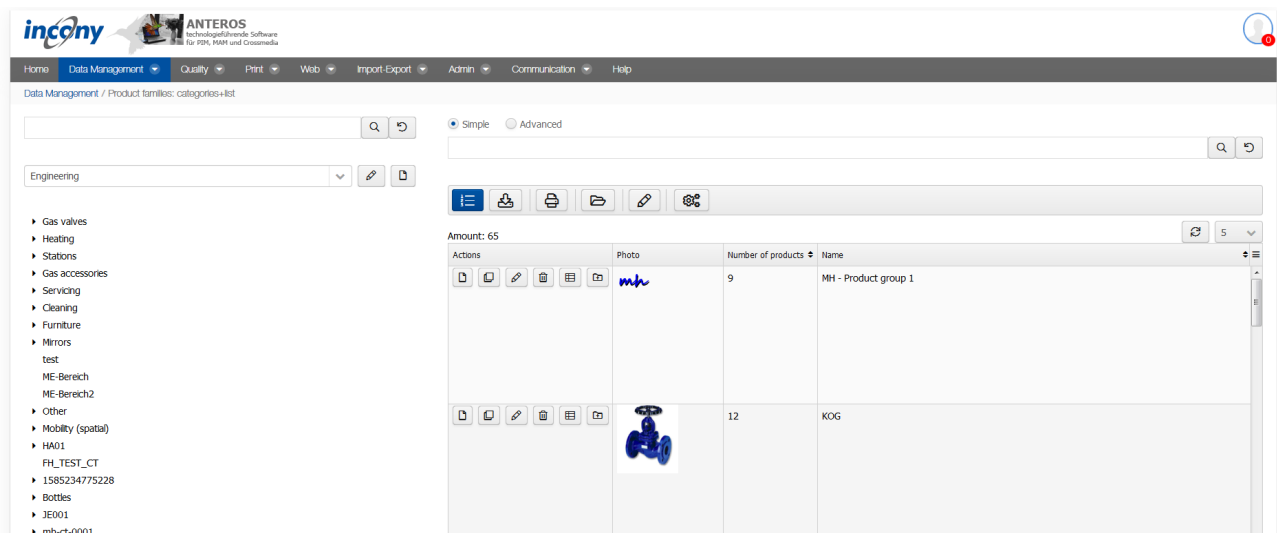 incony
ANTEROS
technologieführende Software
für PIM, MAM und Crossmedia
0
Home Data Management Quality Print Web Import-Export Admin Communication Help
Data Management / Product families: categories+list
Simple Advanced
Engineering
Gas valves
Heating
Stations
Gas accessories
Servicing
Cleaning
Furniture
Mirrors
test
ME-Bereich
ME-Bereich2
Other
Mobility (spatial)
HA01
FH_TEST_CT
1585234775228
Bottles
JE001
mh-ct-0001
Amount: 65
5
Actions Photo Number of products Name
mh 9 MH - Product group 1
12 KOG